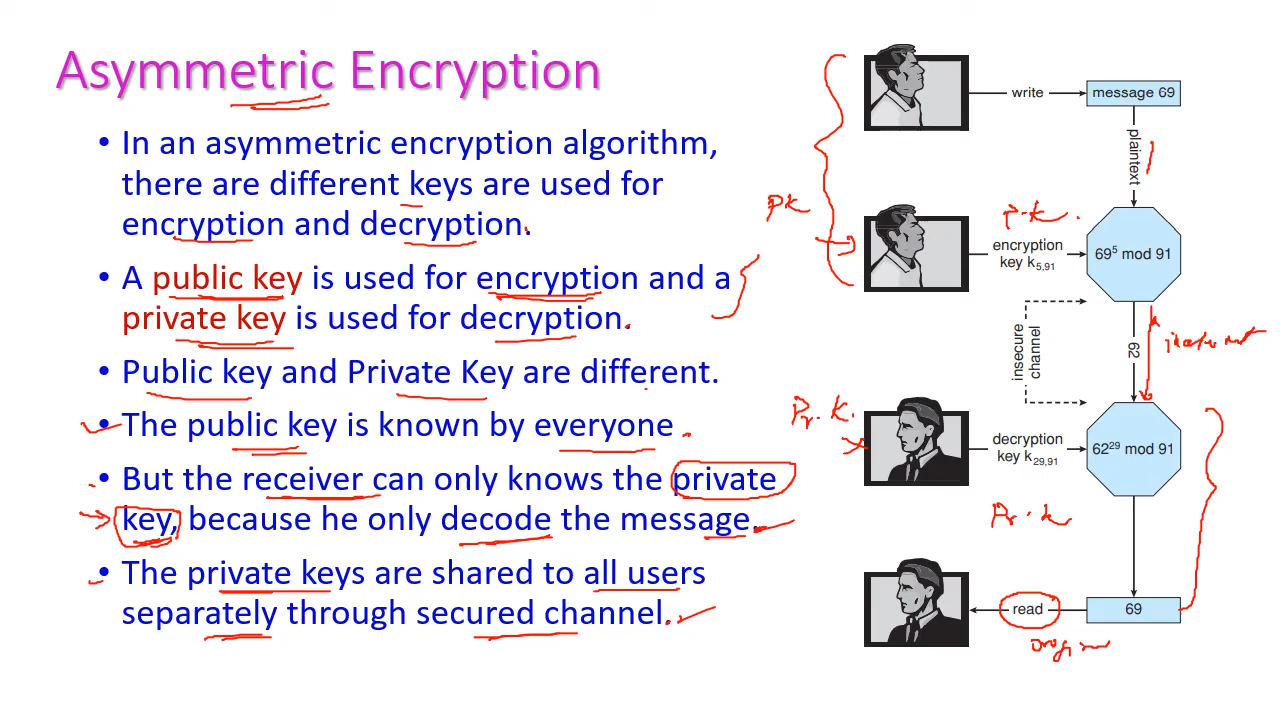 Asymmetric Encryption
• In an asymmetric encryption algorithm,
there are different keys are used for
encryption and decryption.
• A public key is used for encryption and a
private key is used for decryption.
• Public key and Private Key are different.
• The public key is known by everyone
• But the receiver can only knows the private
key, because he only decode the message.
• The private keys are shared to all users
separately through secured channel.
write
message 69
plaintext
PK
P.K.
encryption
key k5,91
69^5 mod 91
insecure
channel
62
Pr. K.
decryption
key k29,91
62^29 mod 91
Pr. k
read
69